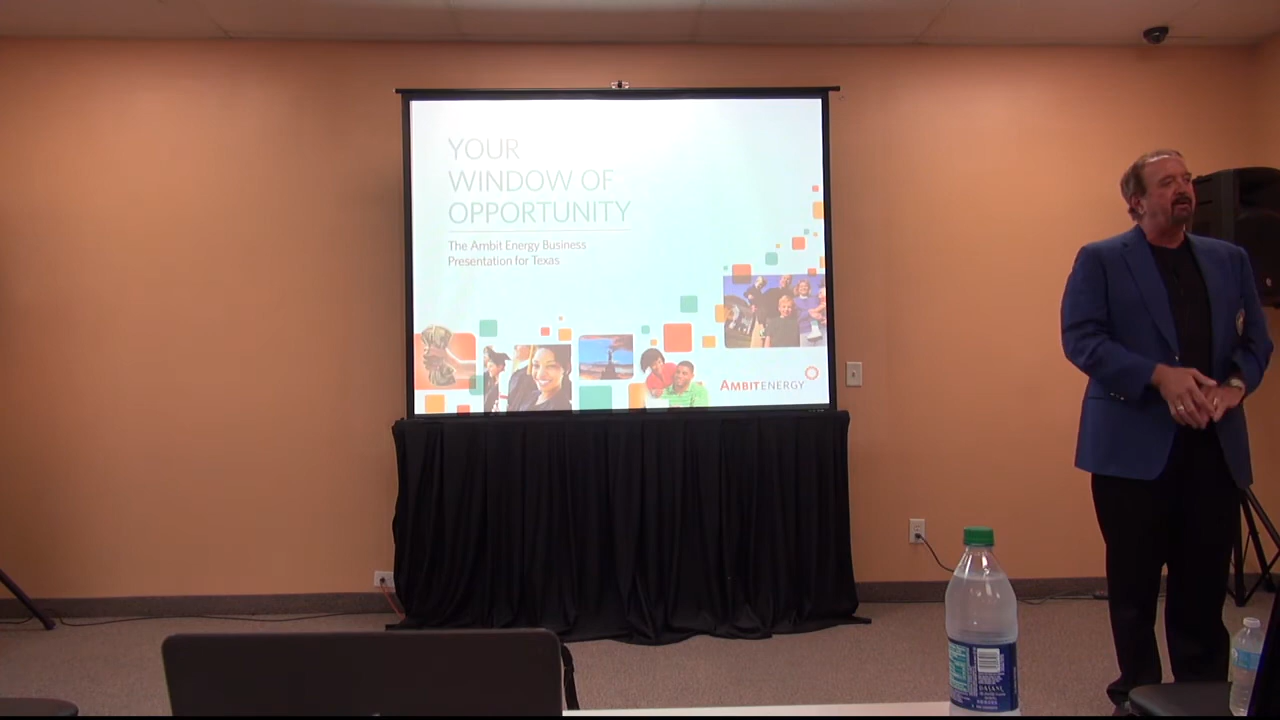 YOUR
WINDOW OF
OPPORTUNITY
The Ambit Energy Business
Presentation for Texas
AMBITENERGY